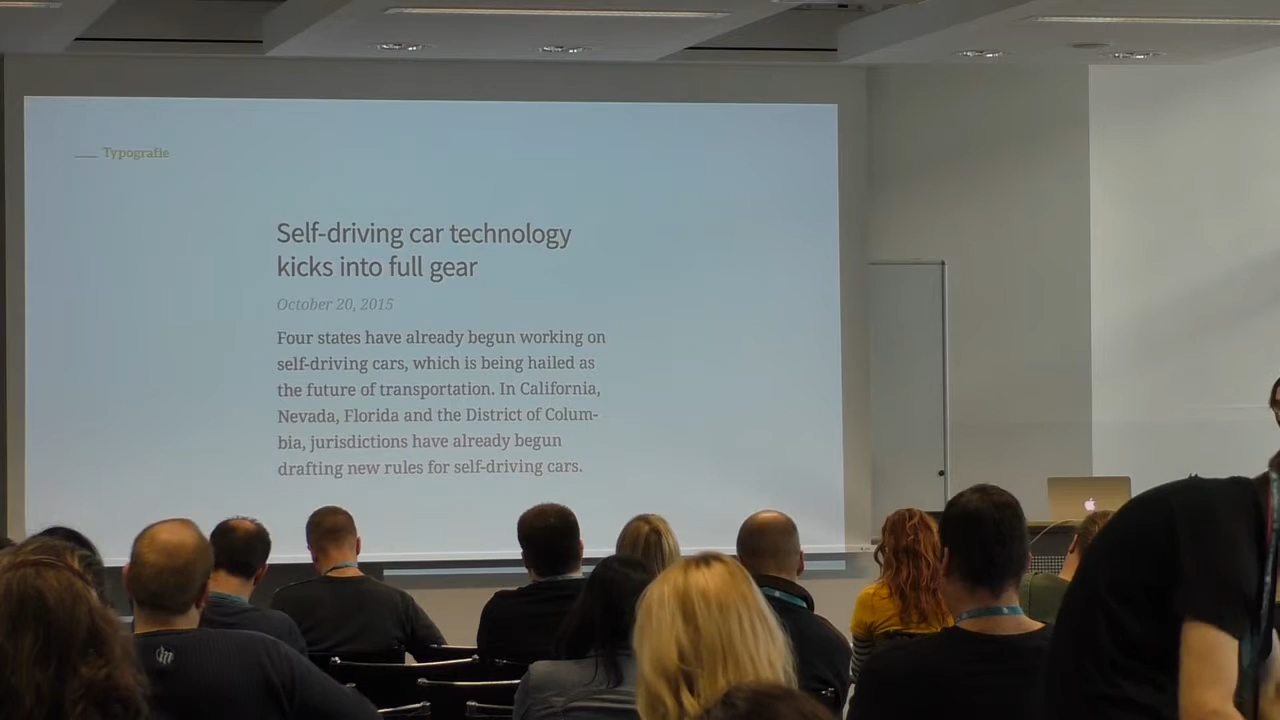 ___ Typografie
Self-driving car technology
kicks into full gear
October 20, 2015
Four states have already begun working on
self-driving cars, which is being hailed as
the future of transportation. In California,
Nevada, Florida and the District of Colum-
bia, jurisdictions have already begun
drafting new rules for self-driving cars.